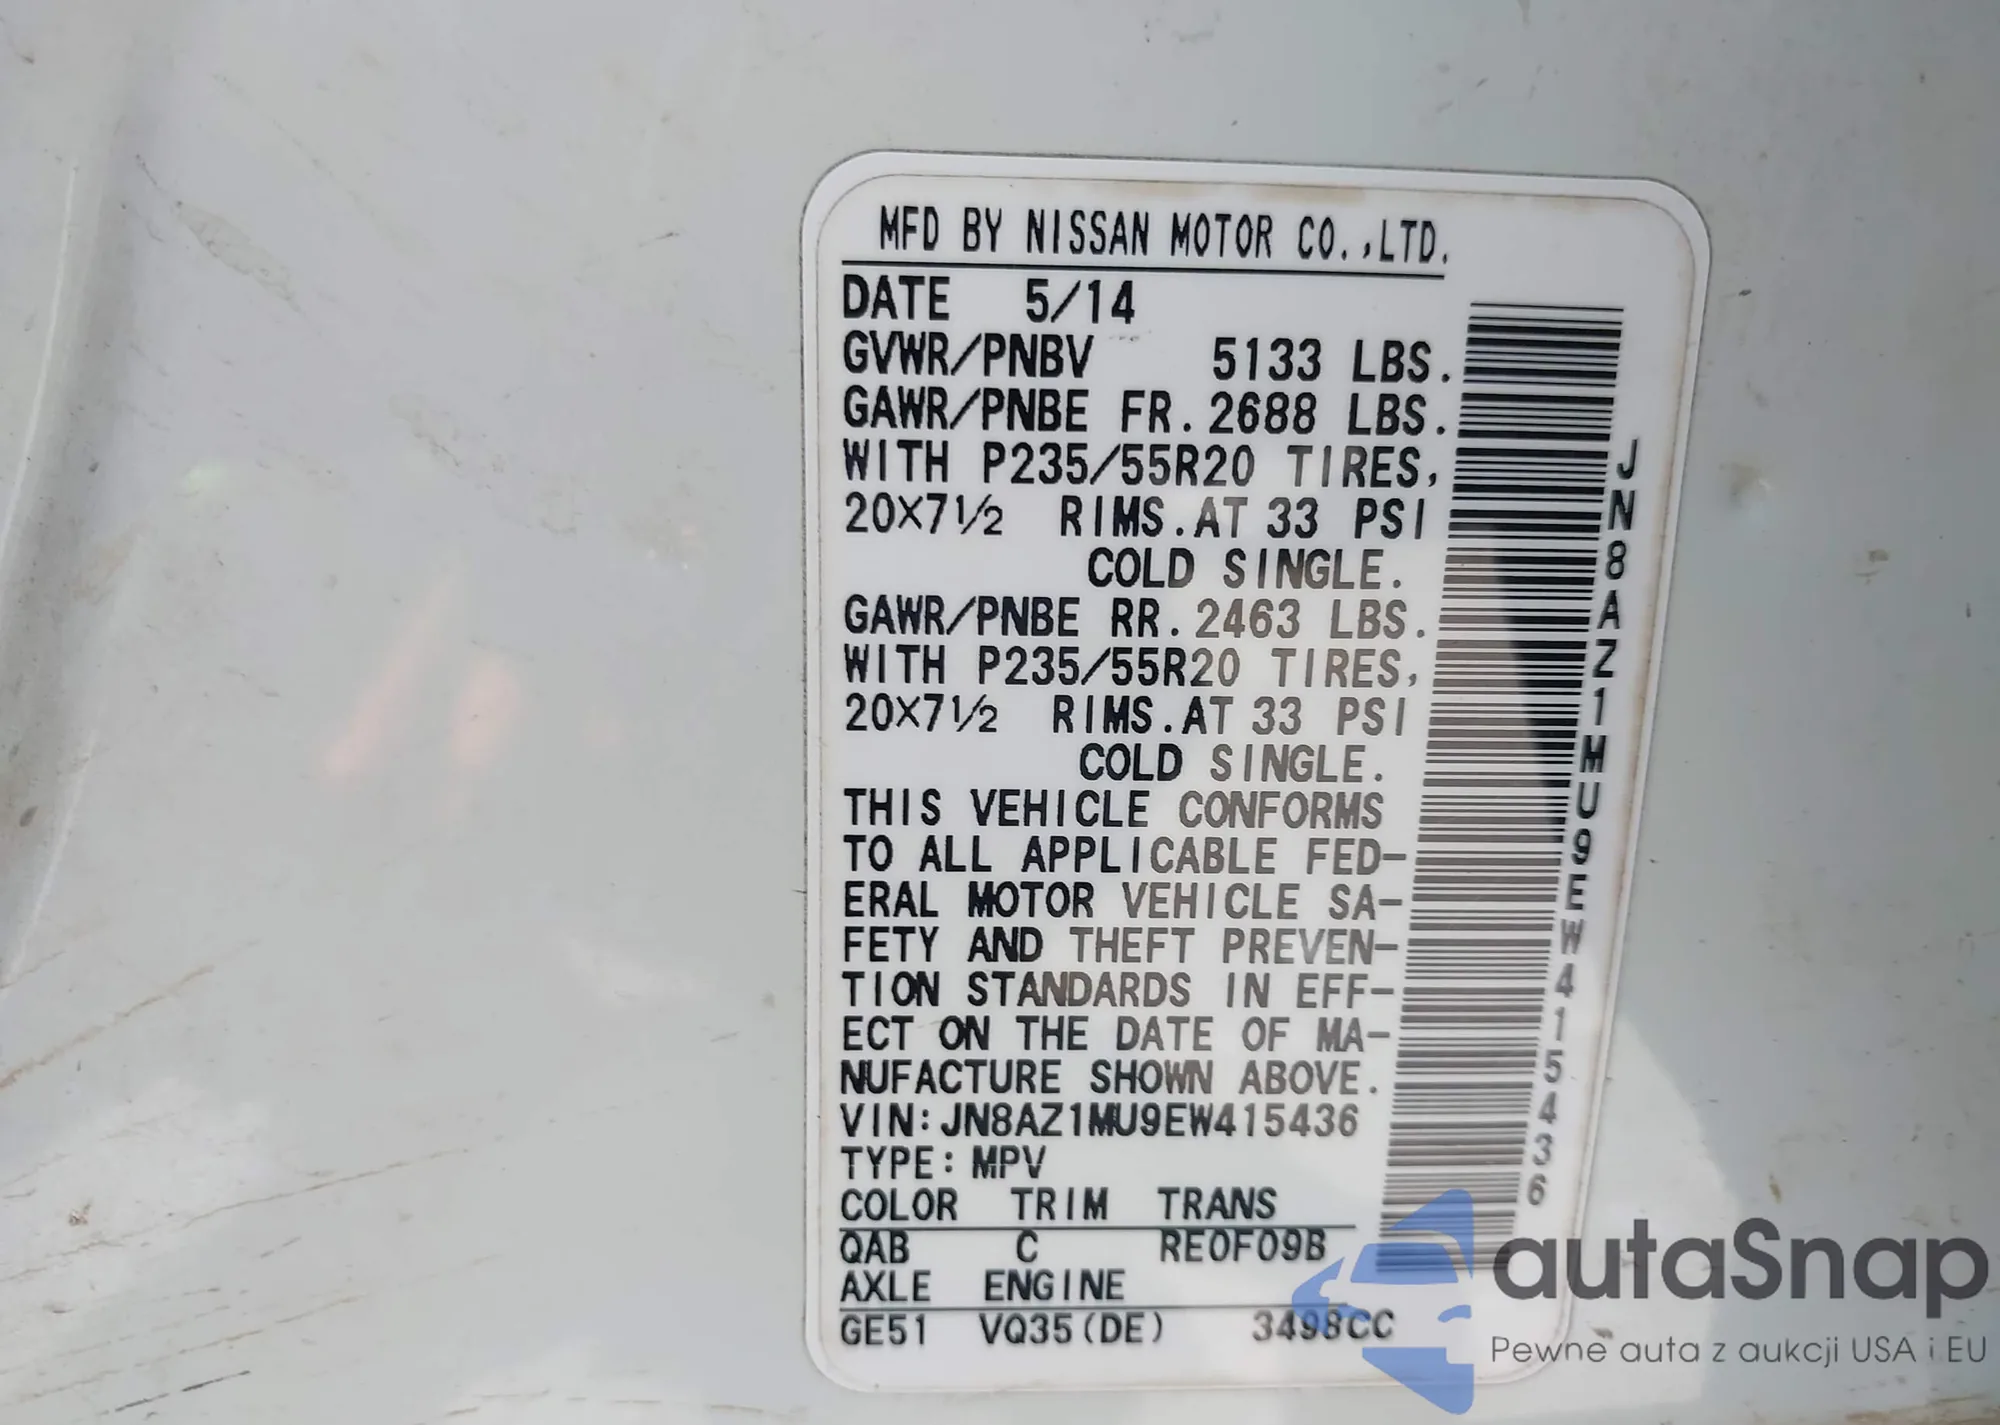 MFD BY NISSAN MOTOR CO.,LTD.
DATE 5/14
GVWR/PNBV 5133 LBS.
GAWR/PNBE FR. 2688 LBS.
WITH P235/55R20 TIRES,
20×7½ RIMS.AT 33 PSI
COLD SINGLE.
GAWR/PNBE RR. 2463 LBS.
WITH P235/55R20 TIRES,
20×7½ RIMS.AT 33 PSI
COLD SINGLE.
THIS VEHICLE CONFORMS
TO ALL APPLICABLE FED-
ERAL MOTOR VEHICLE SA-
FETY AND THEFT PREVEN-
TION STANDARDS IN EFF-
ECT ON THE DATE OF MA-
NUFACTURE SHOWN ABOVE.
VIN:JN8AZ1MU9EW415436
TYPE:MPV
COLOR TRIM TRANS
QAB C RE0F09B
AXLE ENGINE
GE51 VQ35(DE) 3498CC
JN8AZ1MU9EW415436
autaSnap
Pewne auta z aukcji USA i EU